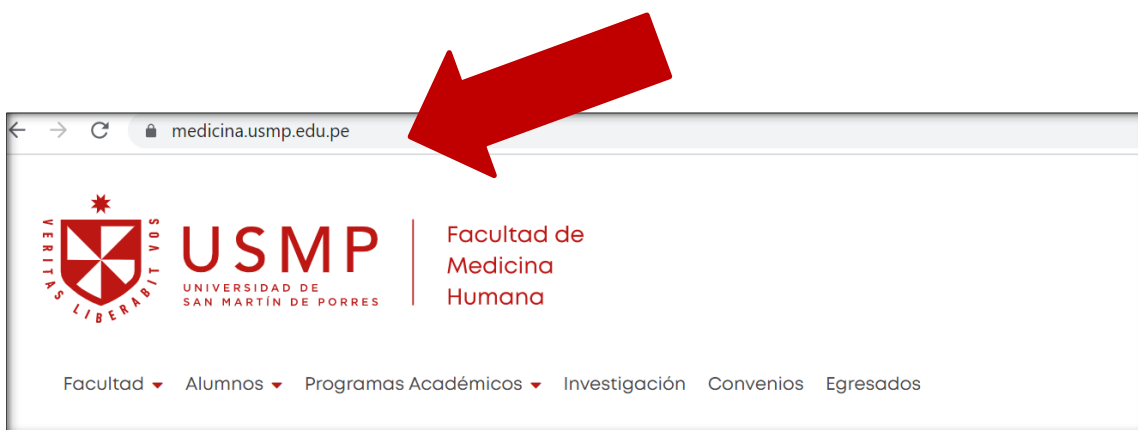 medicina.usmp.edu.pe
VERITAS LIBERABIT VOS
USMP
UNIVERSIDAD DE
SAN MARTÍN DE PORRES
Facultad de
Medicina
Humana
Facultad Alumnos Programas Académicos Investigación Convenios Egresados